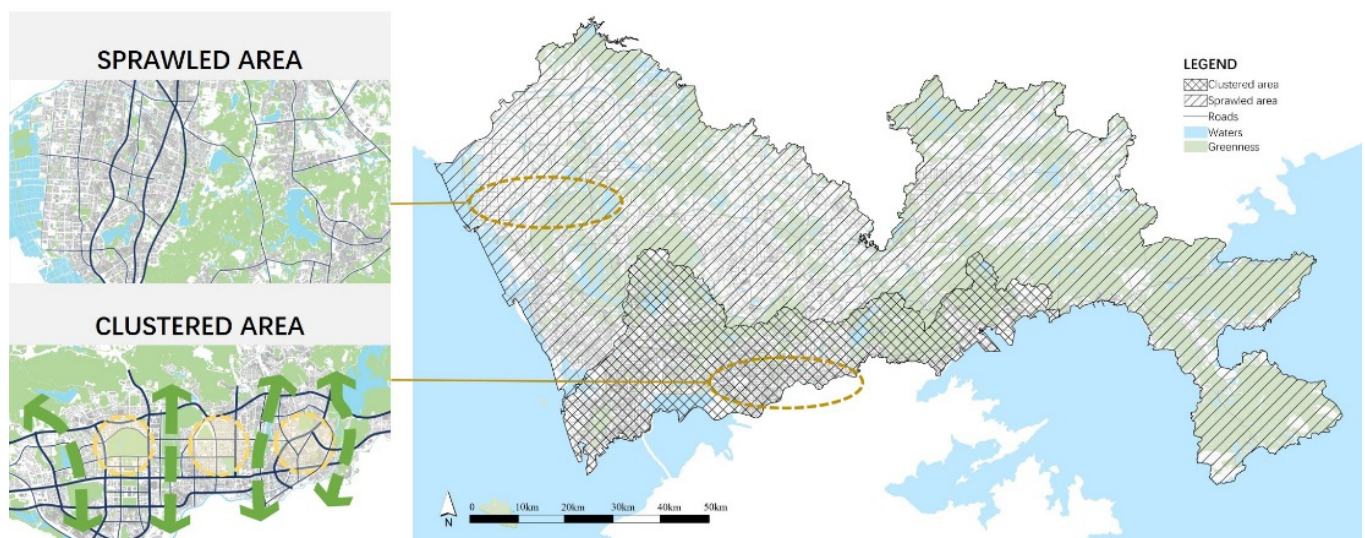 SPRAWLED AREA
CLUSTERED AREA
LEGEND
Clustered area
Sprawled area
Roads
Waters
Greenness
N
0 10km 20km 30km 40km 50km